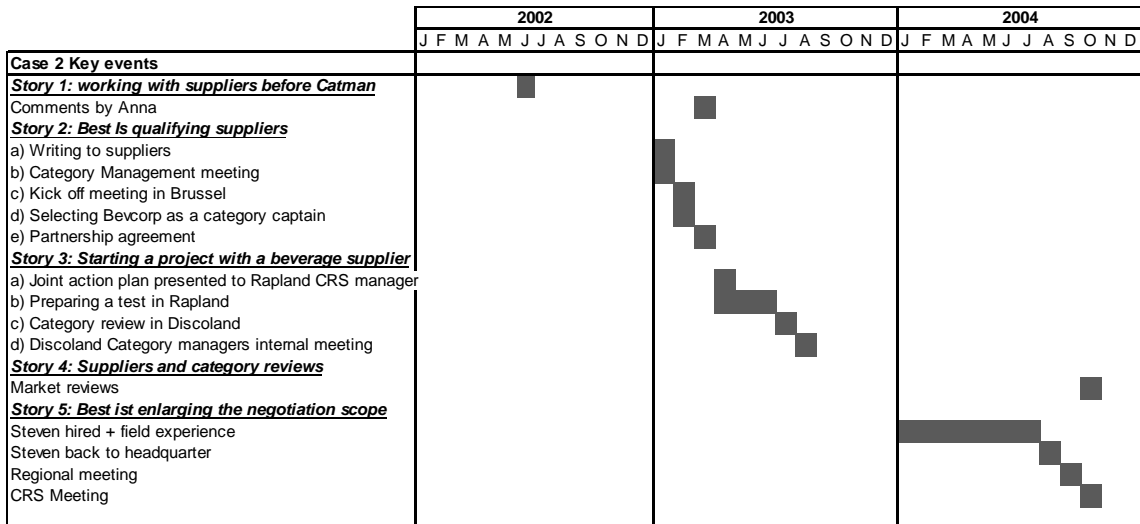 2002 2003 2004
J F M A M J J A S O N D J F M A M J J A S O N D J F M A M J J A S O N D
Case 2 Key events
Story 1: working with suppliers before Catman
Comments by Anna
Story 2: Best Is qualifying suppliers
a) Writing to suppliers
b) Category Management meeting
c) Kick off meeting in Brussel
d) Selecting Bevcorp as a category captain
e) Partnership agreement
Story 3: Starting a project with a beverage supplier
a) Joint action plan presented to Rapland CRS manager
b) Preparing a test in Rapland
c) Category review in Discoland
d) Discoland Category managers internal meeting
Story 4: Suppliers and category reviews
Market reviews
Story 5: Best ist enlarging the negotiation scope
Steven hired + field experience
Steven back to headquarter
Regional meeting
CRS Meeting